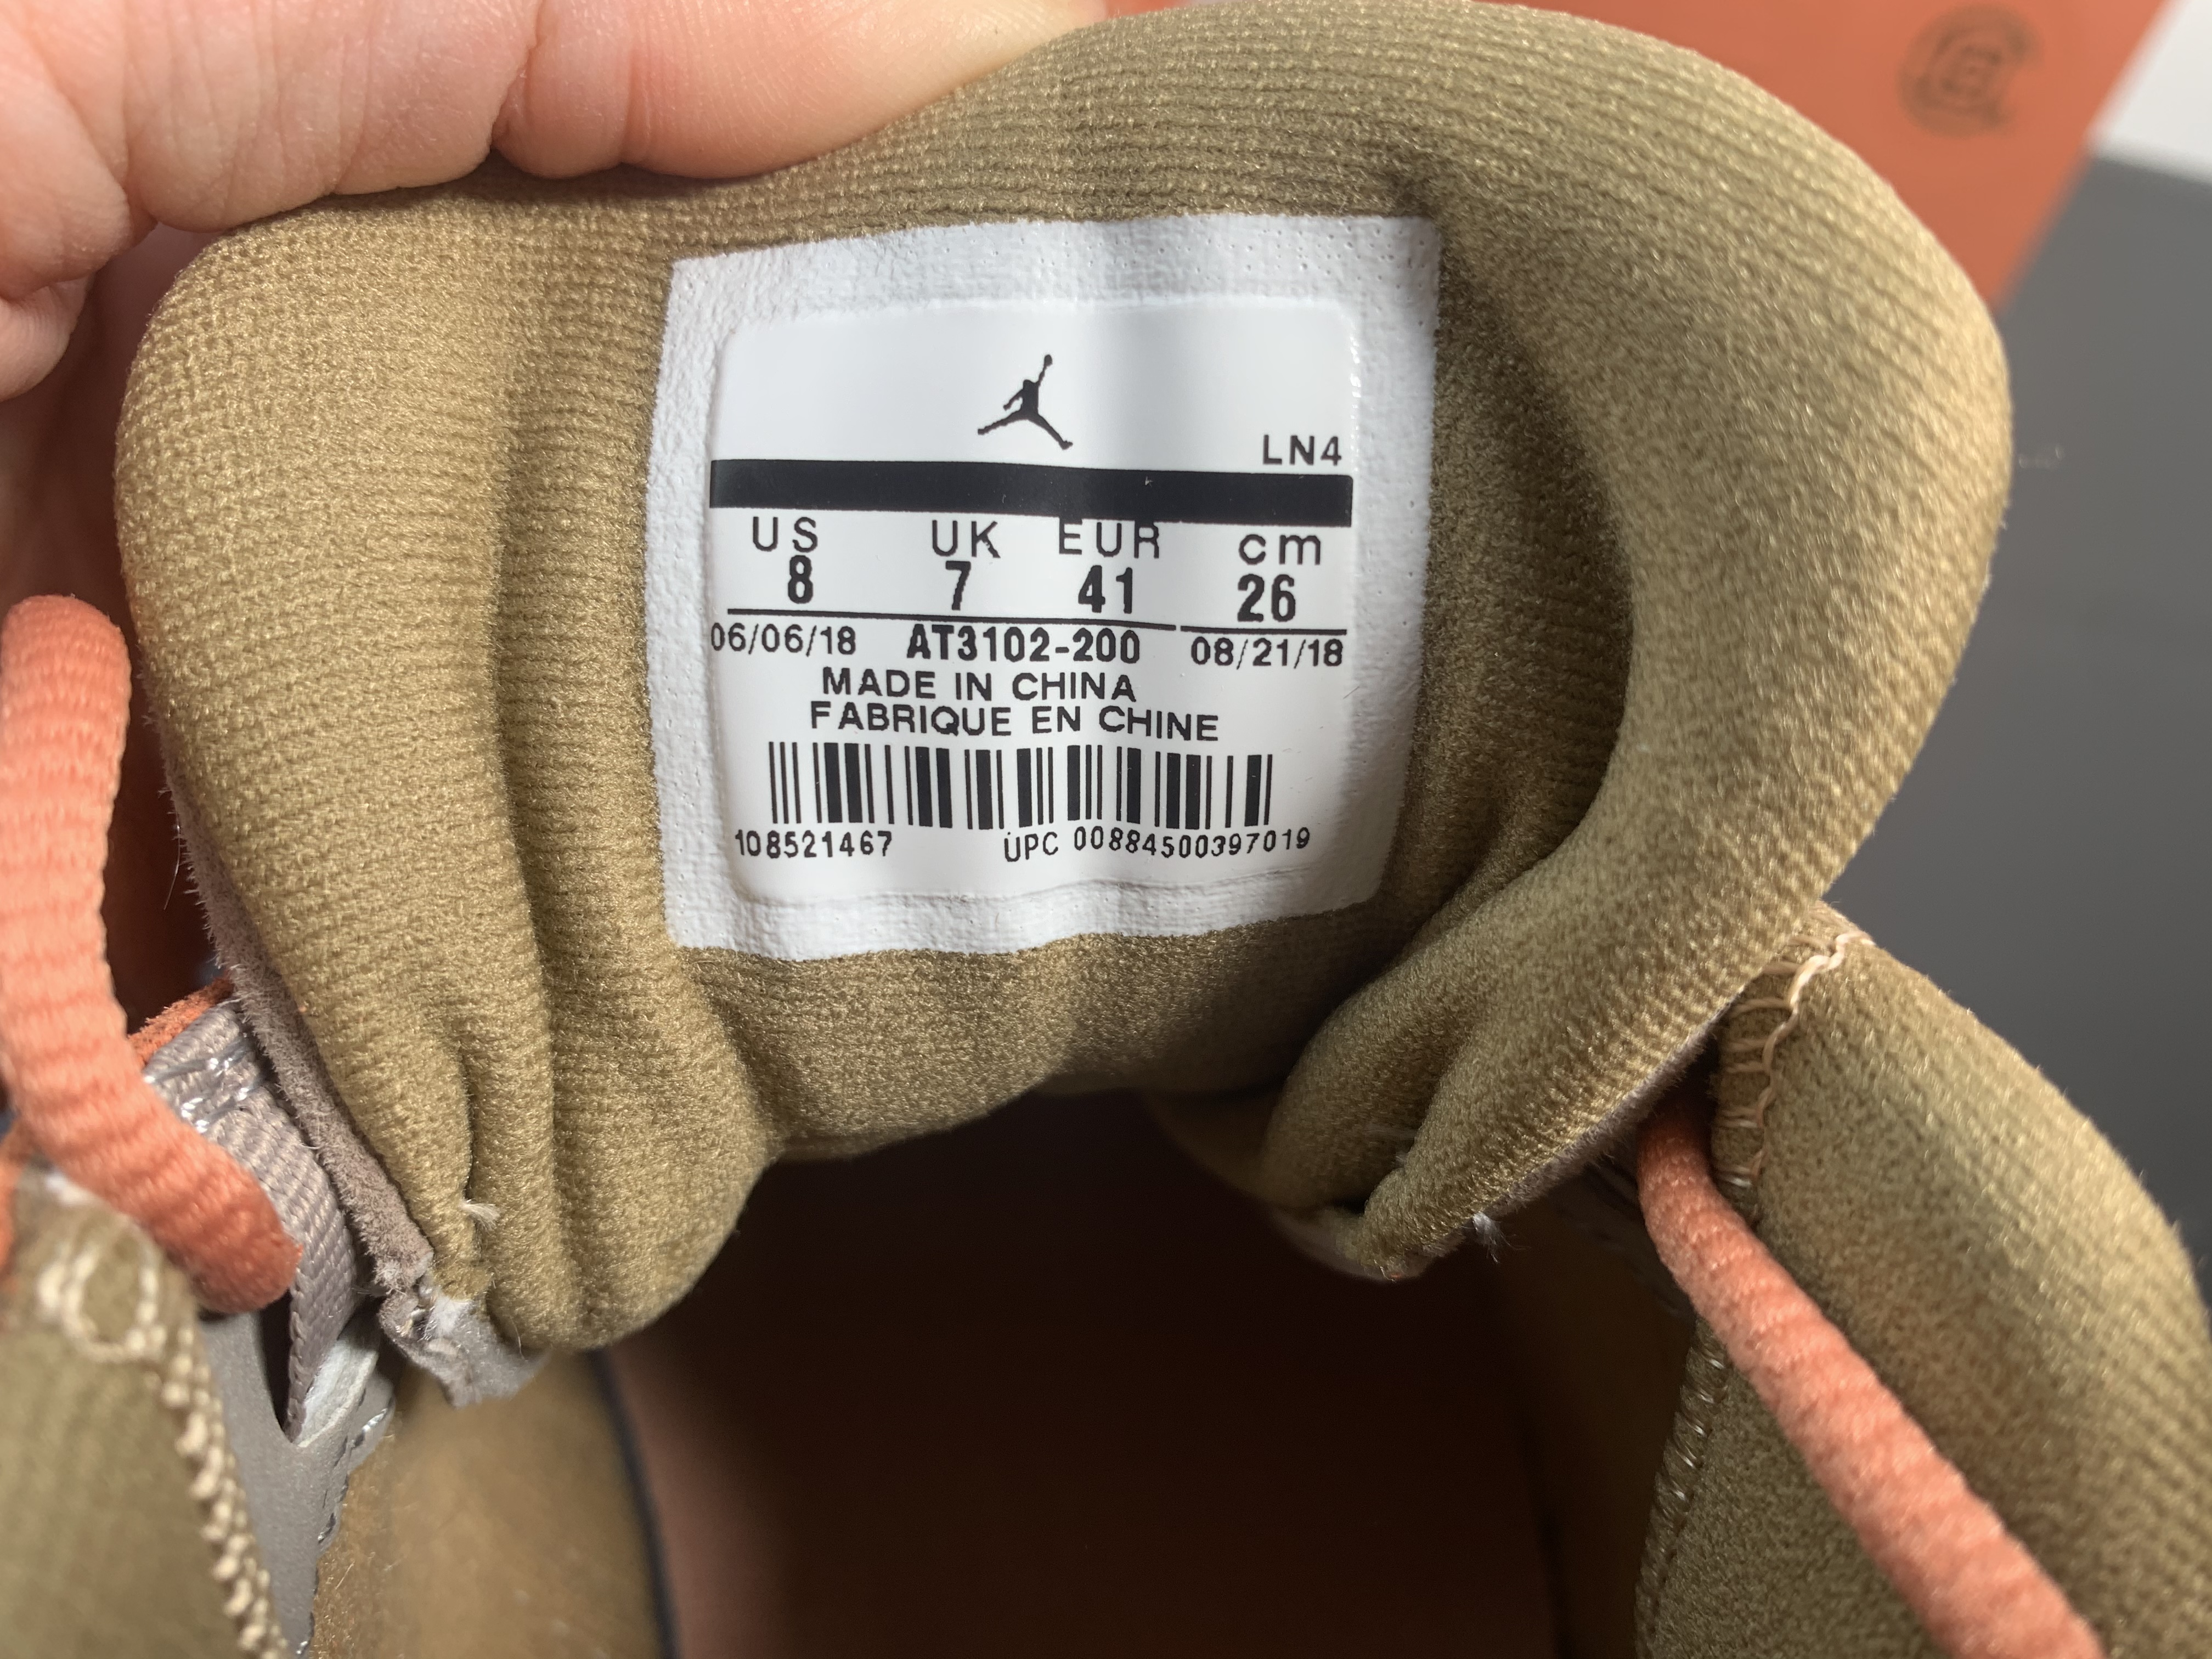 LN4
US UK EUR cm
8 7 41 26
06/06/18 AT3102-200 08/21/18
MADE IN CHINA
FABRIQUE EN CHINE
108521467 UPC 00884500397019